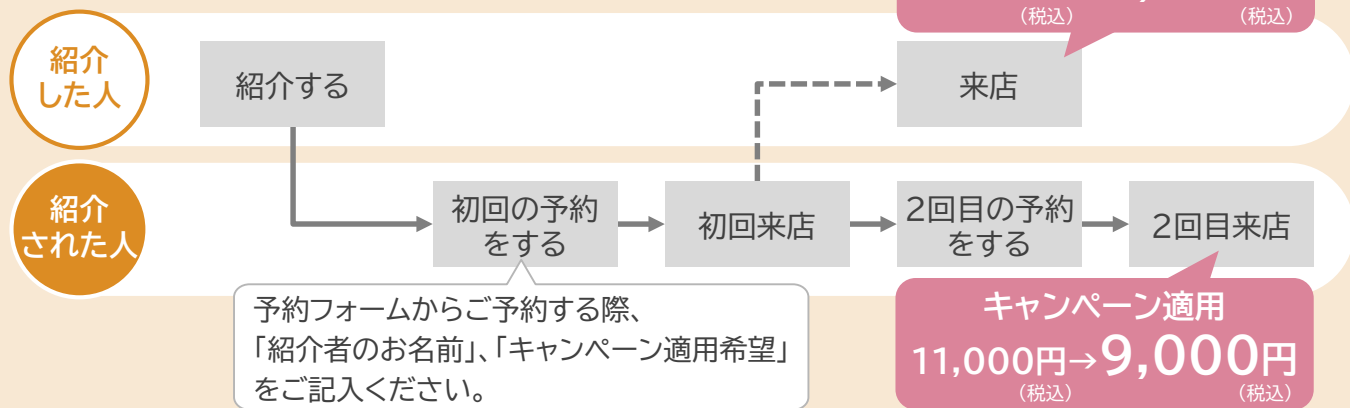 （税込）
（税込）
紹介
した人
紹介する
来店
紹介
された人
初回の予約
をする
初回来店
2回目の予約
をする
2回目来店
予約フォームからご予約する際、
「紹介者のお名前」、「キャンペーン適用希望」
をご記入ください。
キャンペーン適用
11,000円→9,000円
（税込）
（税込）